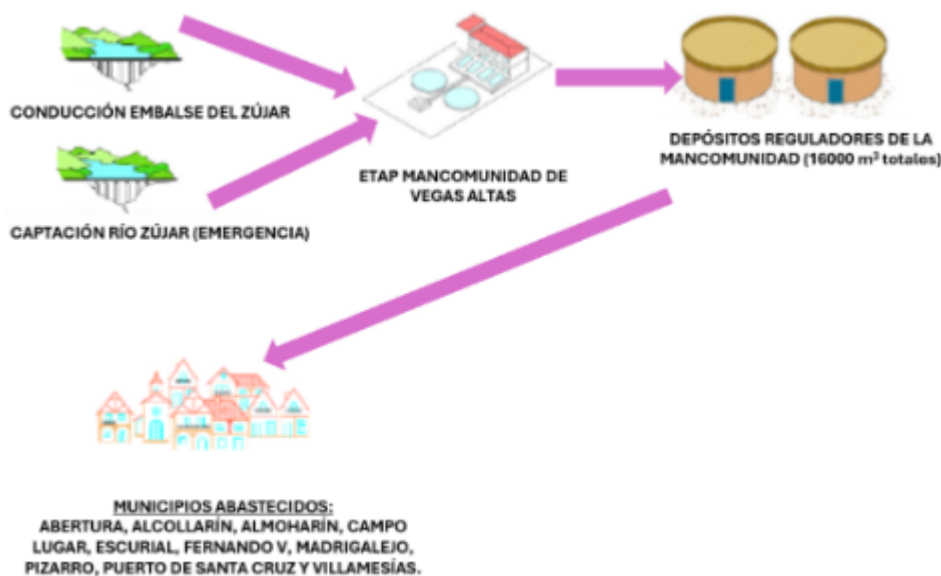 CONDUCCIÓN EMBALSE DEL ZÚJAR
CAPTACIÓN RÍO ZÚJAR (EMERGENCIA)
ETAP MANCOMUNIDAD DE
VEGAS ALTAS
DEPÓSITOS REGULADORES DE LA
MANCOMUNIDAD (16000 m³ totales)
MUNICIPIOS ABASTECIDOS:
ABERTURA, ALCOLLARÍN, ALMOHARÍN, CAMPO
LUGAR, ESCURIAL, FERNANDO V, MADRIGALEJO,
PIZARRO, PUERTO DE SANTA CRUZ Y VILLAMESÍAS.